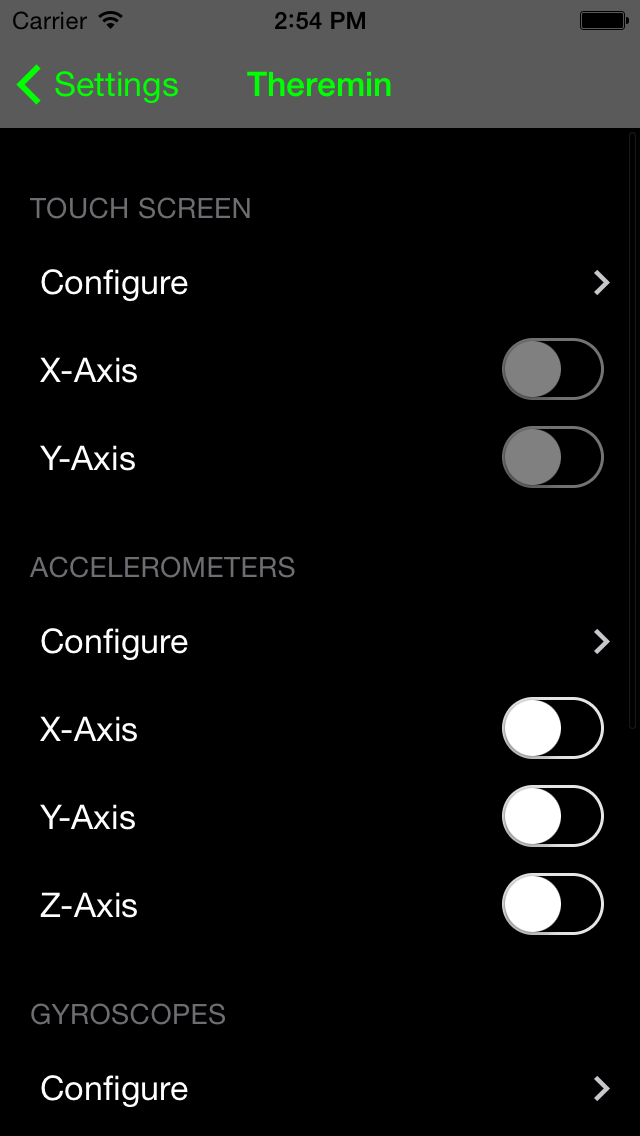 Carrier 2:54 PM
Settings Theremin
TOUCH SCREEN
Configure
X-Axis
Y-Axis
ACCELEROMETERS
Configure
X-Axis
Y-Axis
Z-Axis
GYROSCOPES
Configure